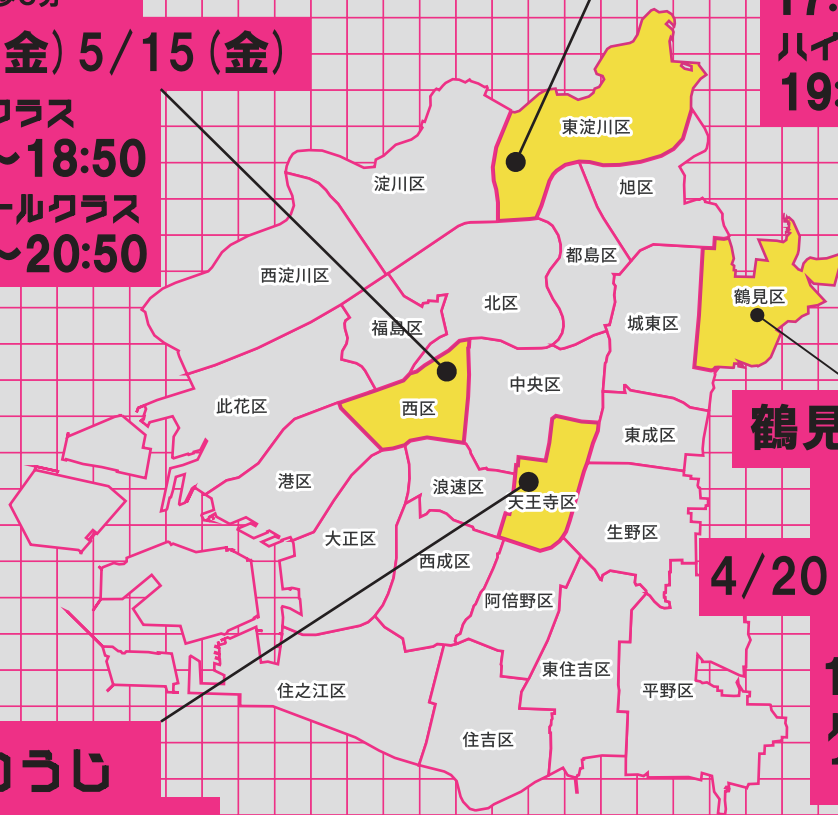 (金) 5/15 (金)
クラス
～18:50
ールクラス
～20:50
17:
ハイ
19:
東淀川区
淀川区
旭区
都島区
西淀川区
鶴見区
北区
城東区
福島区
中央区
西区
此花区
東成区
鶴見
港区
浪速区
天王寺区
生野区
大正区
西成区
4/20
阿倍野区
東住吉区
住之江区
平野区
住吉区
うじ